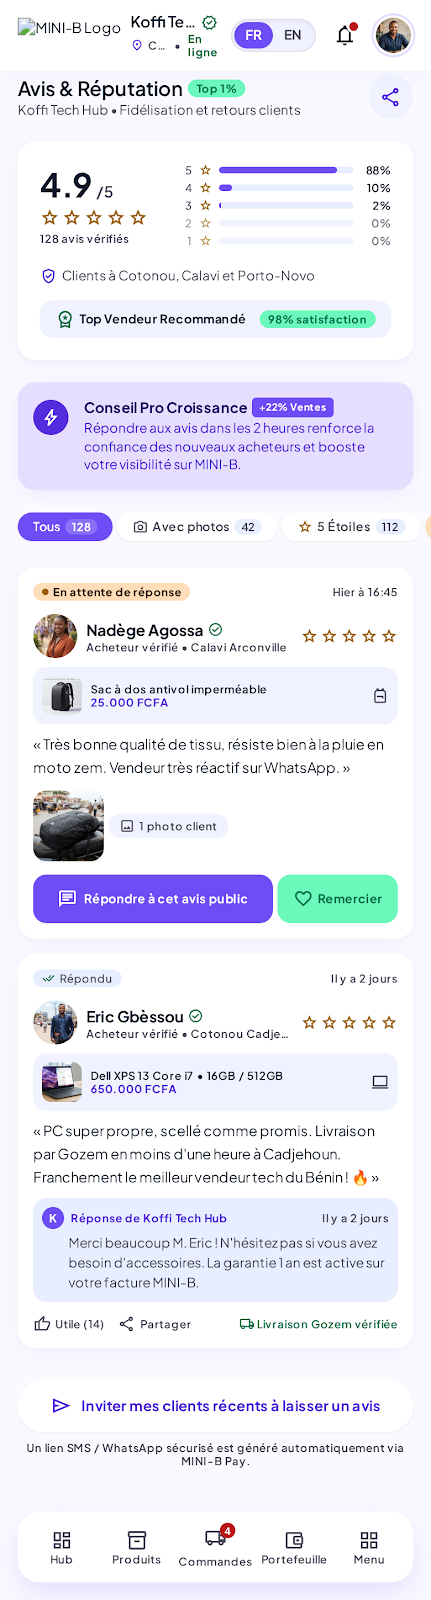 MINI-B Logo
Koffi Te...
C...
•
En ligne
FR
EN
Avis & Réputation
Top 1%
Koffi Tech Hub • Fidélisation et retours clients
4.9 /5
128 avis vérifiés
5 88%
4 10%
3 2%
2 0%
1 0%
Clients à Cotonou, Calavi et Porto-Novo
Top Vendeur Recommandé
98% satisfaction
Conseil Pro Croissance
+22% Ventes
Répondre aux avis dans les 2 heures renforce la
confiance des nouveaux acheteurs et booste
votre visibilité sur MINI-B.
Tous 128
Avec photos 42
5 Étoiles 112
En attente de réponse
Hier à 16:45
Nadège Agossa
Acheteur vérifié • Calavi Arconville
Sac à dos antivol imperméable
25.000 FCFA
« Très bonne qualité de tissu, résiste bien à la pluie en
moto zem. Vendeur très réactif sur WhatsApp. »
1 photo client
Répondre à cet avis public
Remercier
Répondu
Il y a 2 jours
Eric Gbèssou
Acheteur vérifié • Cotonou Cadje...
Dell XPS 13 Core i7 • 16GB / 512GB
650.000 FCFA
« PC super propre, scellé comme promis. Livraison
par Gozem en moins d'une heure à Cadjehoun.
Franchement le meilleur vendeur tech du Bénin ! 🔥 »
K
Réponse de Koffi Tech Hub
Il y a 2 jours
Merci beaucoup M. Eric ! N'hésitez pas si vous avez
besoin d'accessoires. La garantie 1 an est active sur
votre facture MINI-B.
Utile (14)
Partager
Livraison Gozem vérifiée
Inviter mes clients récents à laisser un avis
Un lien SMS / WhatsApp sécurisé est généré automatiquement via
MINI-B Pay.
4
Hub
Produits
Commandes
Portefeuille
Menu